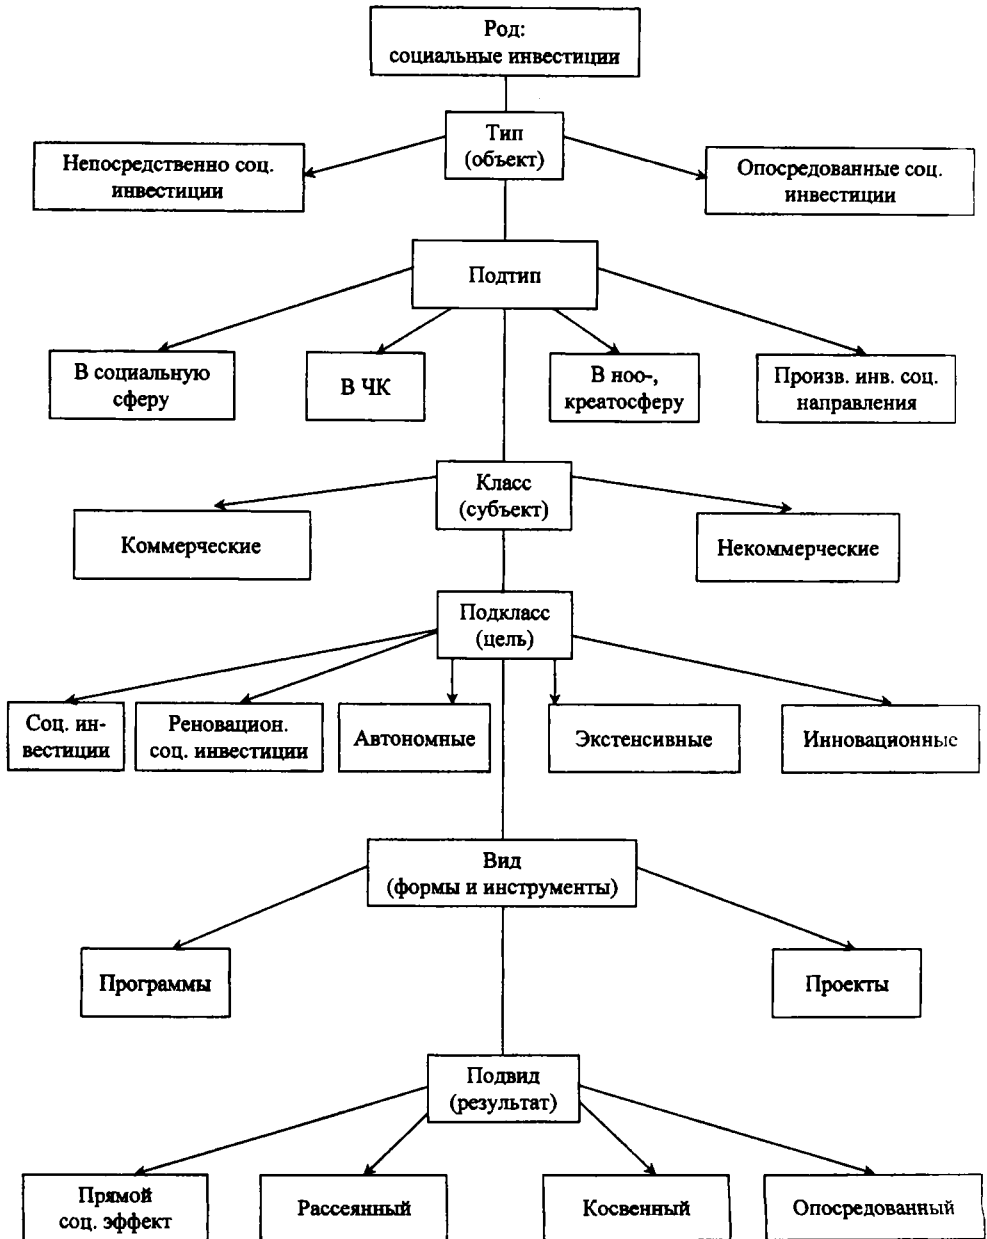 Род:
социальные инвестиции
Тип
(объект)
Непосредственно соц.
инвестиции
Опосредованные соц.
инвестиции
Подтип
В социальную
сферу
В ЧК
В ноо-,
креатосферу
Произв. инв. соц.
направления
Класс
(субъект)
Коммерческие
Некоммерческие
Подкласс
(цель)
Соц. ин-
вестиции
Реновацион.
соц. инвестиции
Автономные
Экстенсивные
Инновационные
Вид
(формы и инструменты)
Программы
Проекты
Подвид
(результат)
Прямой
соц. эффект
Рассеянный
Косвенный
Опосредованный